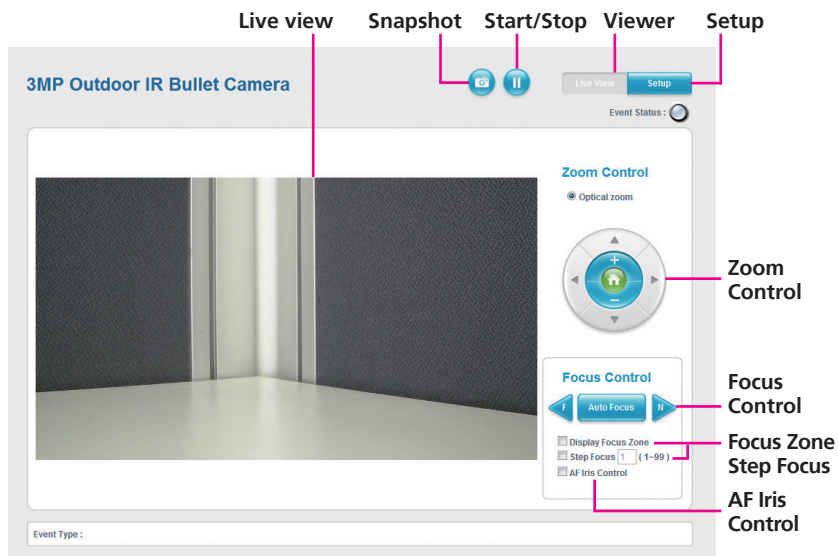 Live view Snapshot Start/Stop Viewer Setup
3MP Outdoor IR Bullet Camera
Live View Setup
Event Status :
Zoom Control
Optical zoom
+
−
Zoom
Control
Focus Control
F Auto Focus N
Focus
Control
Display Focus Zone
Step Focus 1 ( 1~99 )
AF Iris Control
Focus Zone
Step Focus
AF Iris
Control
Event Type :